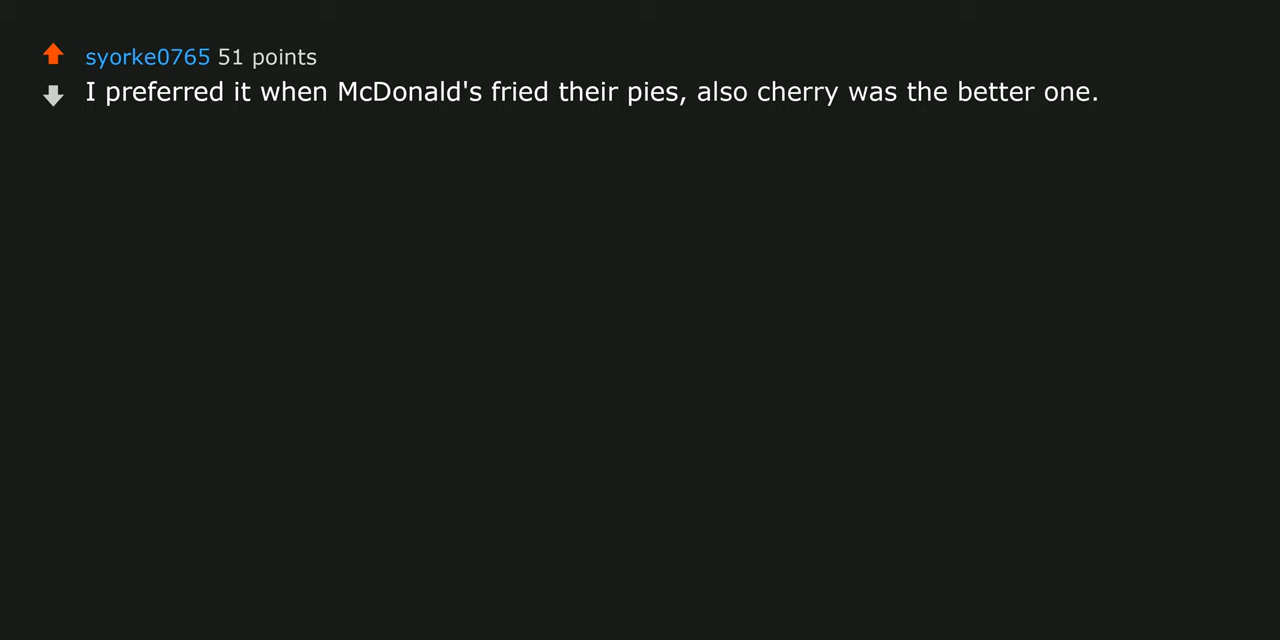 syorke0765 51 points
I preferred it when McDonald's fried their pies, also cherry was the better one.